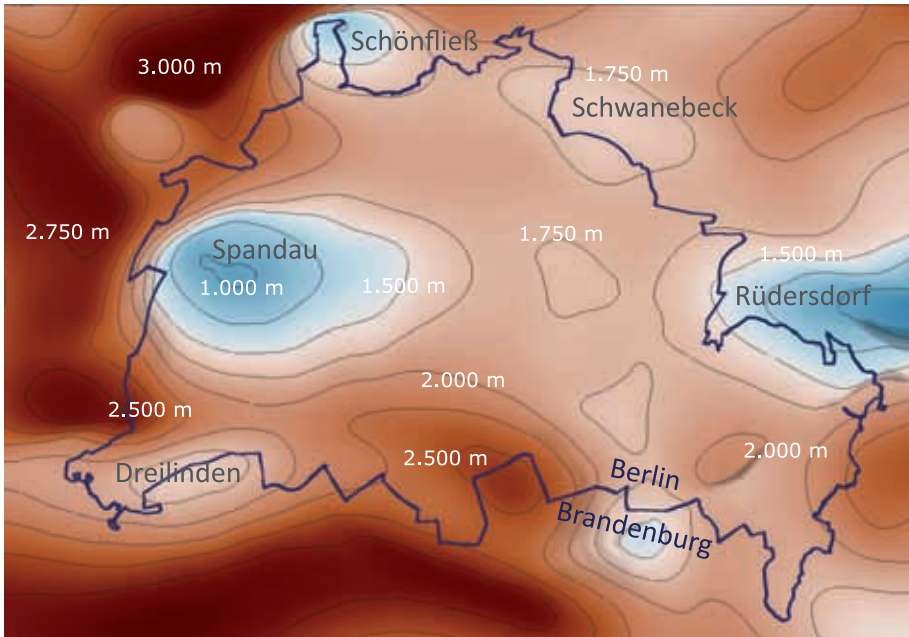 Schönfließ
3.000 m
1.750 m
Schwanebeck
2.750 m
Spandau
1.750 m
1.500 m
1.000 m
1.500 m
Rüdersdorf
2.000 m
2.500 m
2.500 m
2.000 m
Dreilinden
Berlin
Brandenburg